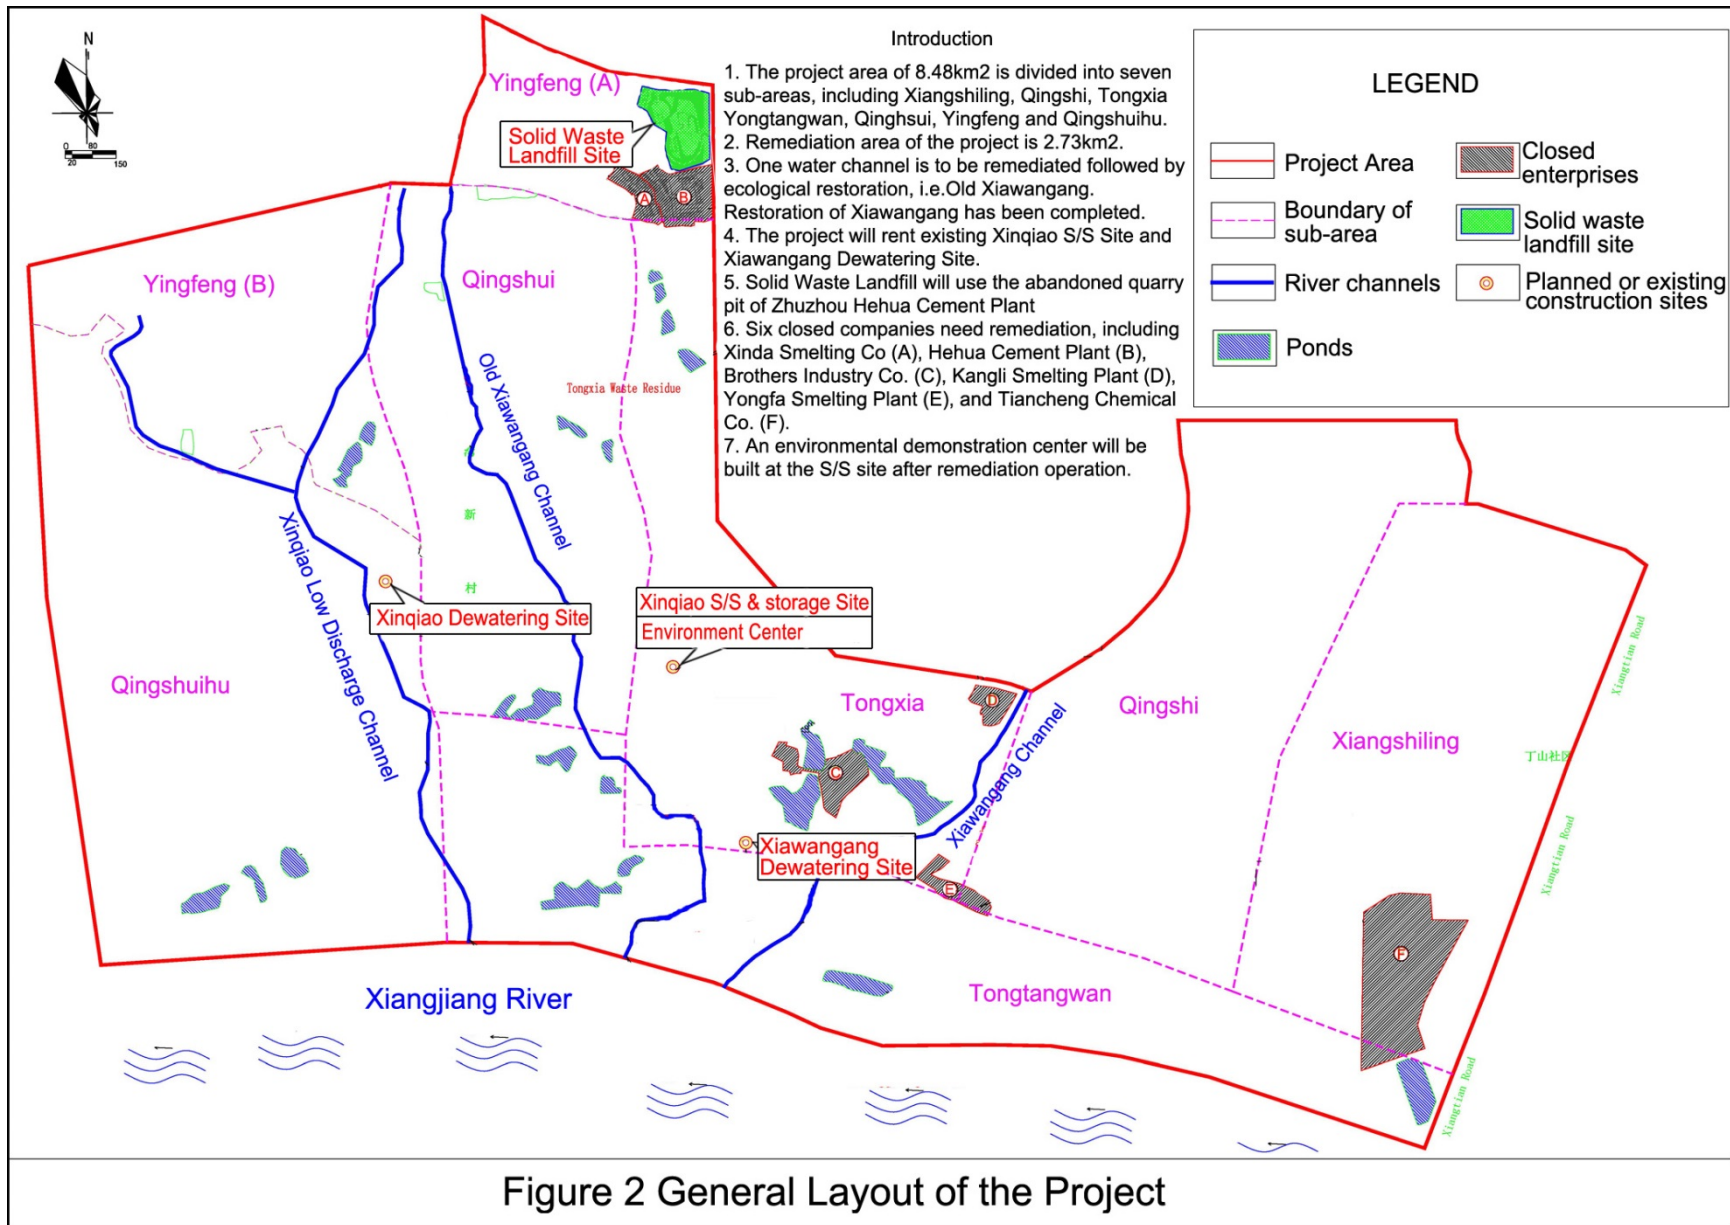 N
0 80
20 150
Yingfeng (A)
Solid Waste
Landfill Site
A
B
Introduction
1. The project area of 8.48km2 is divided into seven
sub-areas, including Xiangshiling, Qingshi, Tongxia
Yongtangwan, Qinghsui, Yingfeng and Qingshuihu.
2. Remediation area of the project is 2.73km2.
3. One water channel is to be remediated followed by
ecological restoration, i.e.Old Xiawangang.
Restoration of Xiawangang has been completed.
4. The project will rent existing Xinqiao S/S Site and
Xiawangang Dewatering Site.
5. Solid Waste Landfill will use the abandoned quarry
pit of Zhuzhou Hehua Cement Plant
6. Six closed companies need remediation, including
Xinda Smelting Co (A), Hehua Cement Plant (B),
Brothers Industry Co. (C), Kangli Smelting Plant (D),
Yongfa Smelting Plant (E), and Tiancheng Chemical
Co. (F).
7. An environmental demonstration center will be
built at the S/S site after remediation operation.
LEGEND
Project Area
Closed
enterprises
Boundary of
sub-area
Solid waste
landfill site
River channels
Planned or existing
construction sites
Ponds
Yingfeng (B)
Qingshui
Old Xiawangang Channel
Tongxia Waste Residue
新
村
Xinqiao Low Discharge Channel
Xinqiao Dewatering Site
Xinqiao S/S & storage Site
Environment Center
Qingshuihu
Tongxia
D
Xiawangang Channel
Qingshi
Xiangshiling
Xiangtian Road
丁山社区
C
Xiawangang
Dewatering Site
E
Xiangtian Road
F
Xiangjiang River
Tongtangwan
Xiangtian Road
Figure 2 General Layout of the Project